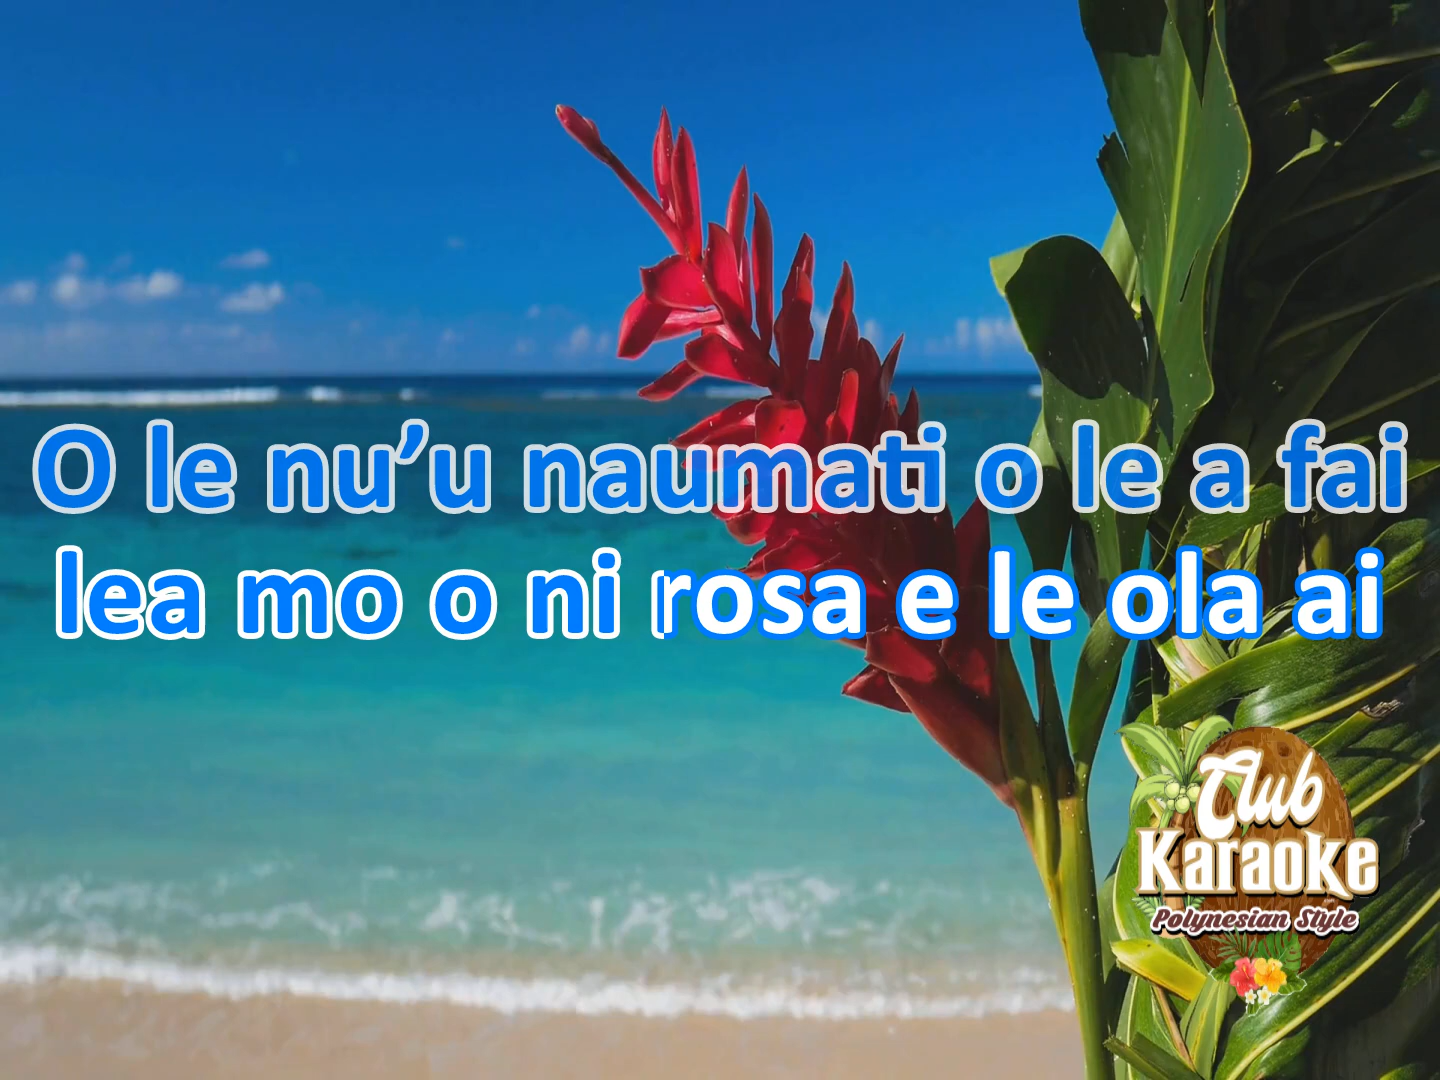 O le nu’u naumati o le a fai
lea mo o ni rosa e le ola ai
Club
Karaoke
Polynesian Style